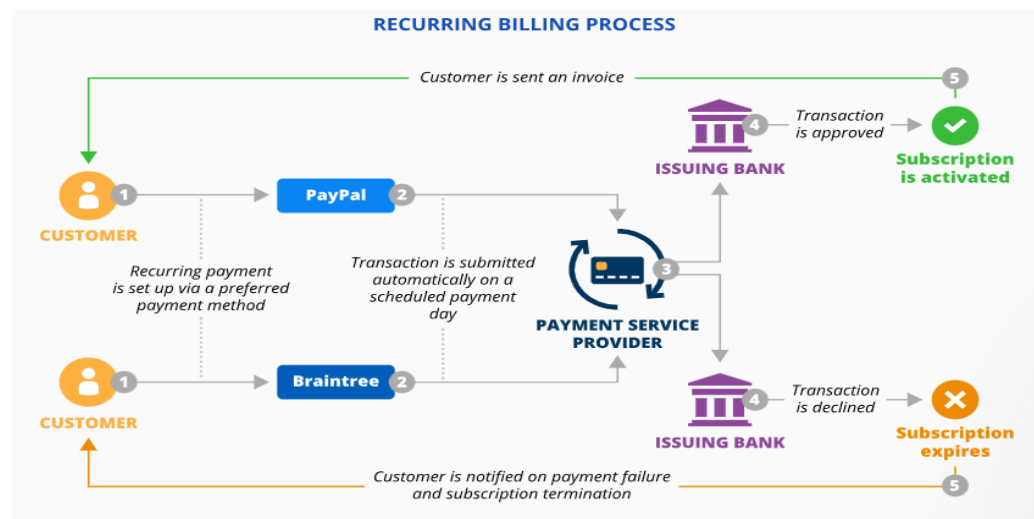 RECURRING BILLING PROCESS
Customer is sent an invoice
5
4
Transaction
is approved
ISSUING BANK
Subscription
is activated
1
PayPal
2
CUSTOMER
Recurring payment
is set up via a preferred
payment method
Transaction is submitted
automatically on a
scheduled payment
day
3
PAYMENT SERVICE
PROVIDER
1
Braintree
2
CUSTOMER
4
Transaction
is declined
ISSUING BANK
Subscription
expires
Customer is notified on payment failure
and subscription termination
5